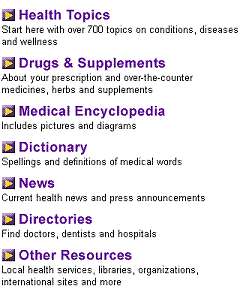 Health Topics
Start here with over 700 topics on conditions, diseases
and wellness
Drugs & Supplements
About your prescription and over-the-counter
medicines, herbs and supplements
Medical Encyclopedia
Includes pictures and diagrams
Dictionary
Spellings and definitions of medical words
News
Current health news and press announcements
Directories
Find doctors, dentists and hospitals
Other Resources
Local health services, libraries, organizations,
international sites and more